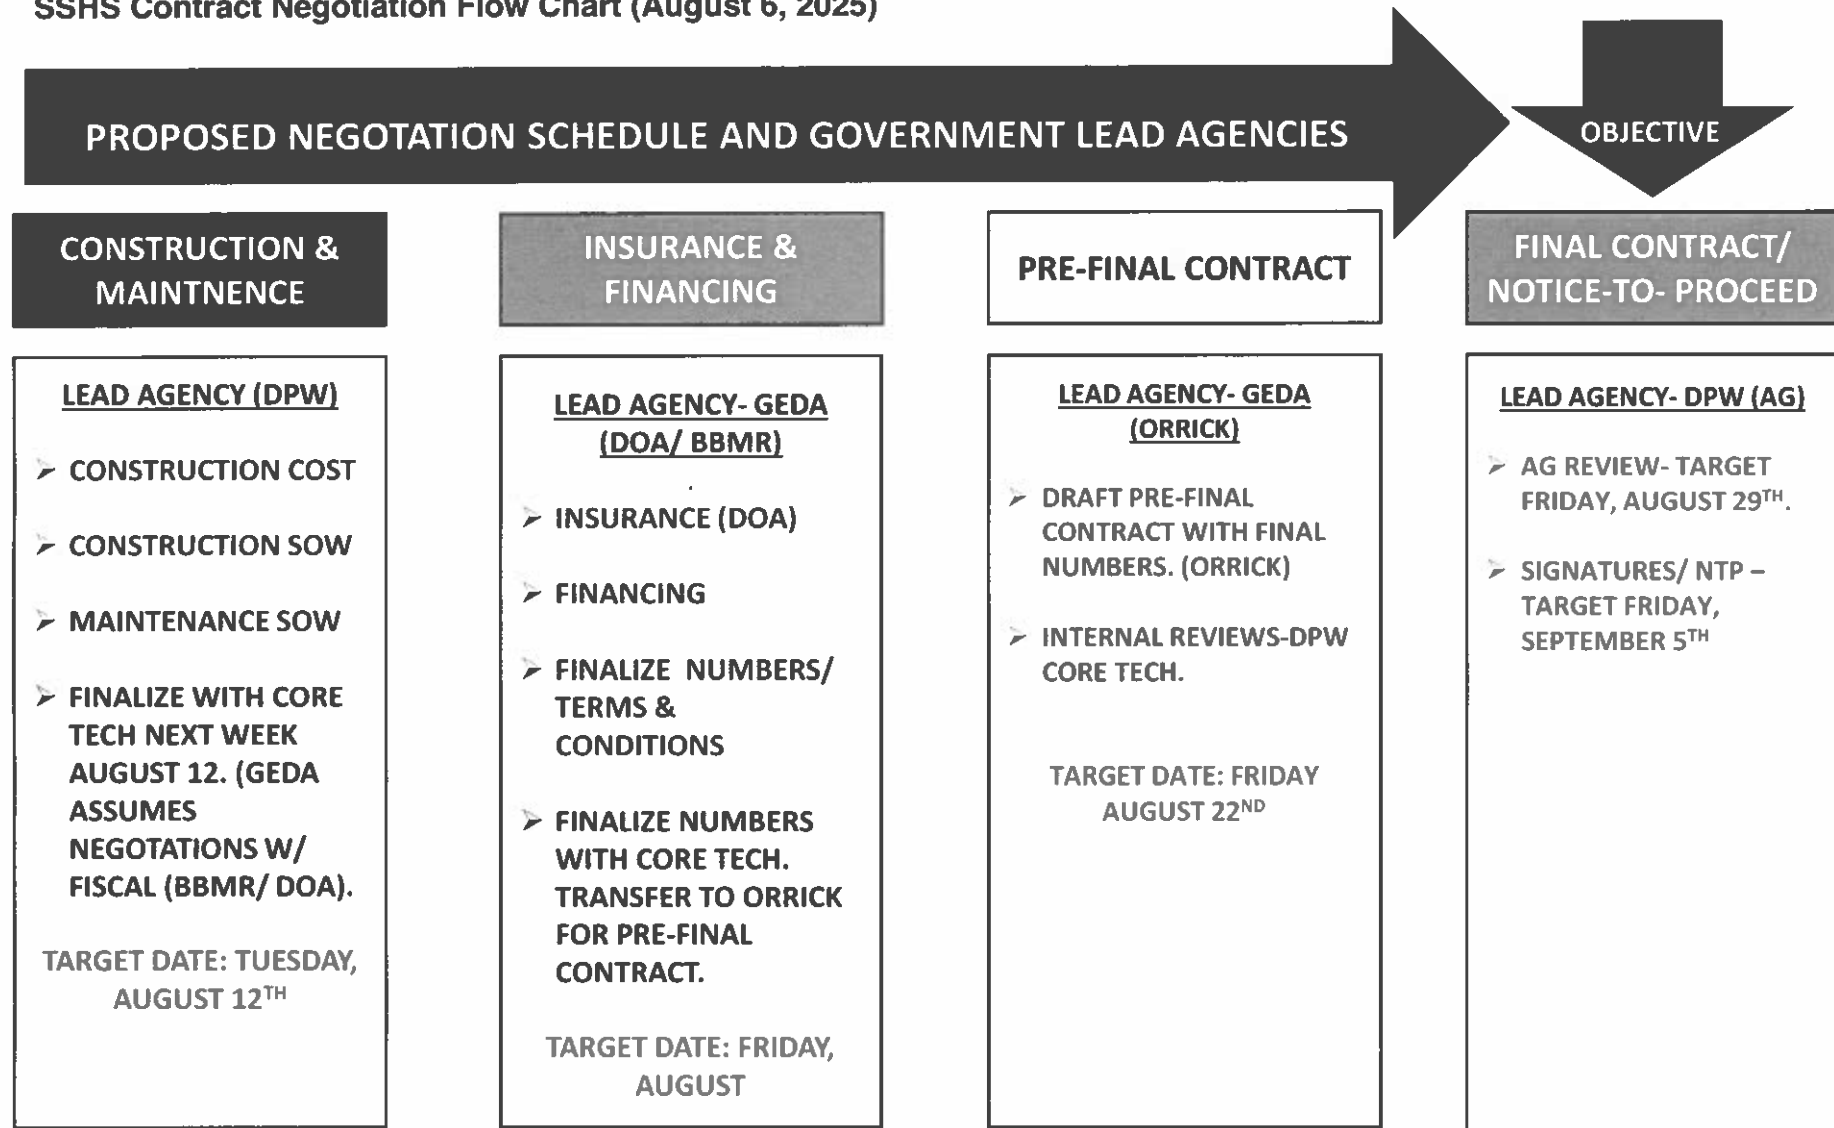 SSHS Contract Negotiation Flow Chart (August 6, 2025)
PROPOSED NEGOTATION SCHEDULE AND GOVERNMENT LEAD AGENCIES
OBJECTIVE
CONSTRUCTION &
MAINTNENCE
LEAD AGENCY (DPW)
➢ CONSTRUCTION COST
➢ CONSTRUCTION SOW
➢ MAINTENANCE SOW
➢ FINALIZE WITH CORE
TECH NEXT WEEK
AUGUST 12. (GEDA
ASSUMES
NEGOTATIONS W/
FISCAL (BBMR/ DOA).
TARGET DATE: TUESDAY,
AUGUST 12TH
INSURANCE &
FINANCING
LEAD AGENCY- GEDA
(DOA/ BBMR)
➢ INSURANCE (DOA)
➢ FINANCING
➢ FINALIZE NUMBERS/
TERMS &
CONDITIONS
➢ FINALIZE NUMBERS
WITH CORE TECH.
TRANSFER TO ORRICK
FOR PRE-FINAL
CONTRACT.
TARGET DATE: FRIDAY,
AUGUST
PRE-FINAL CONTRACT
LEAD AGENCY- GEDA
(ORRICK)
➢ DRAFT PRE-FINAL
CONTRACT WITH FINAL
NUMBERS. (ORRICK)
➢ INTERNAL REVIEWS-DPW
CORE TECH.
TARGET DATE: FRIDAY
AUGUST 22ND
FINAL CONTRACT/
NOTICE-TO- PROCEED
LEAD AGENCY- DPW (AG)
➢ AG REVIEW- TARGET
FRIDAY, AUGUST 29TH.
➢ SIGNATURES/ NTP –
TARGET FRIDAY,
SEPTEMBER 5TH